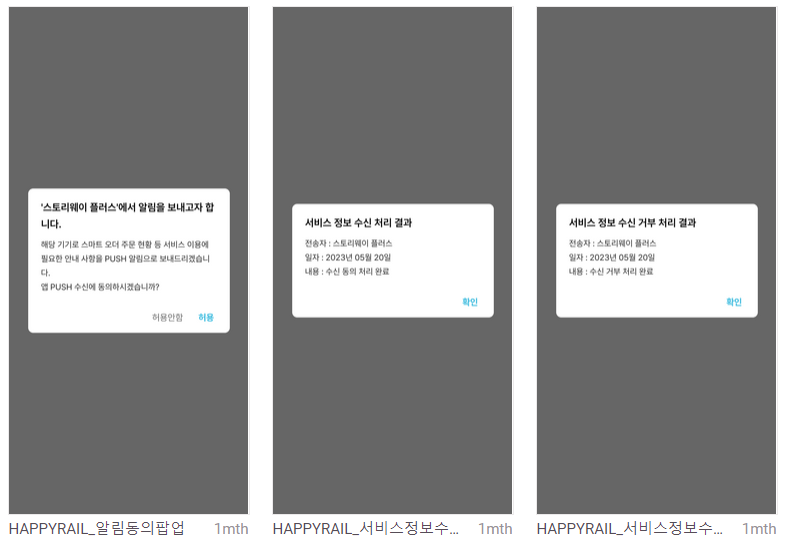 '스토리웨이 플러스'에서 알림을 보내고자 합
니다.
해당 기기로 스마트 오더 주문 현황 등 서비스 이용에
필요한 안내 사항을 PUSH 알림으로 보내드리겠습니
다.
앱 PUSH 수신에 동의하시겠습니까?
허용안함 허용
HAPPYRAIL_알림동의팝업 1mth
서비스 정보 수신 처리 결과
전송자 : 스토리웨이 플러스
일자 : 2023년 05월 20일
내용 : 수신 동의 처리 완료
확인
HAPPYRAIL_서비스정보수... 1mth
서비스 정보 수신 거부 처리 결과
전송자 : 스토리웨이 플러스
일자 : 2023년 05월 20일
내용 : 수신 거부 처리 완료
확인
HAPPYRAIL_서비스정보수... 1mth